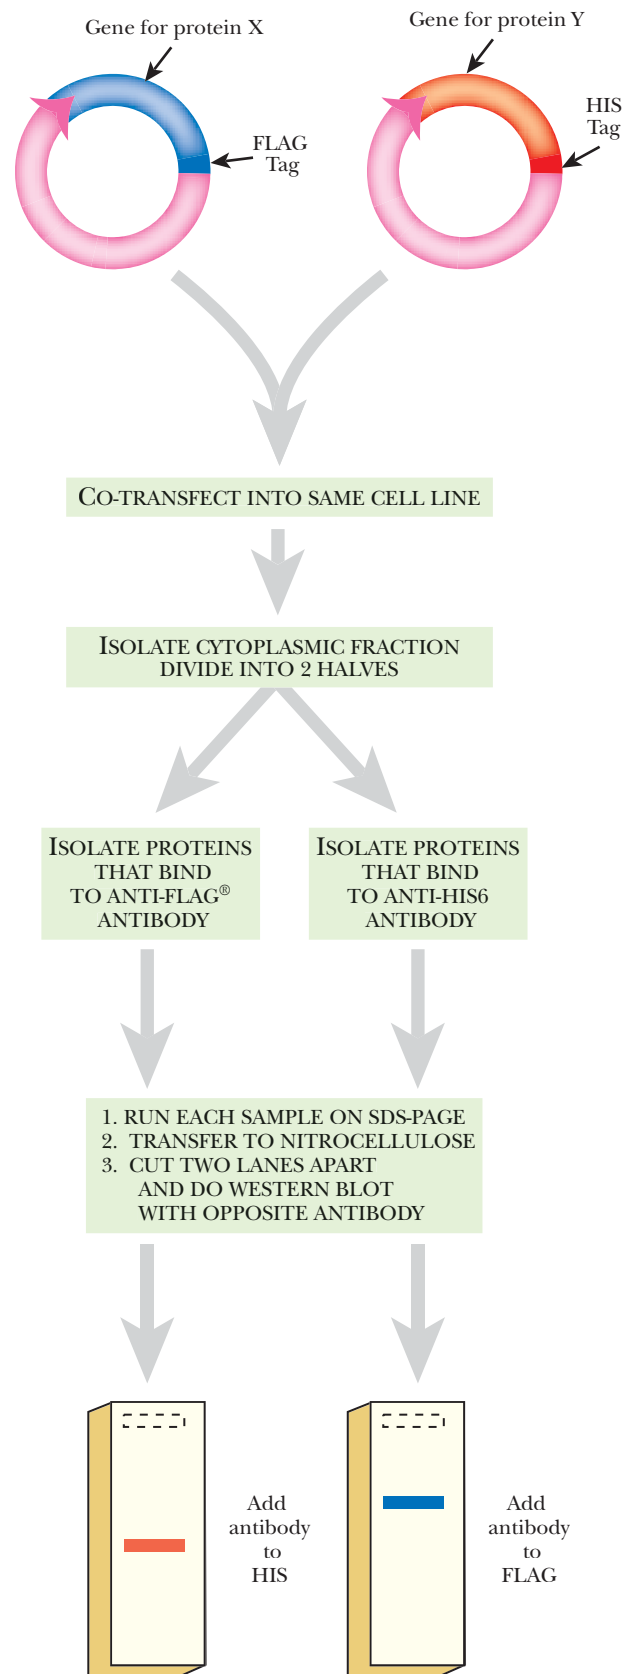 Gene for protein X
Gene for protein Y
HIS
Tag
FLAG
Tag
CO-TRANSFECT INTO SAME CELL LINE
ISOLATE CYTOPLASMIC FRACTION
DIVIDE INTO 2 HALVES
ISOLATE PROTEINS
THAT BIND
TO ANTI-FLAG®
ANTIBODY
ISOLATE PROTEINS
THAT BIND
TO ANTI-HIS6
ANTIBODY
1. RUN EACH SAMPLE ON SDS-PAGE
2. TRANSFER TO NITROCELLULOSE
3. CUT TWO LANES APART
AND DO WESTERN BLOT
WITH OPPOSITE ANTIBODY
Add
antibody
to
HIS
Add
antibody
to
FLAG